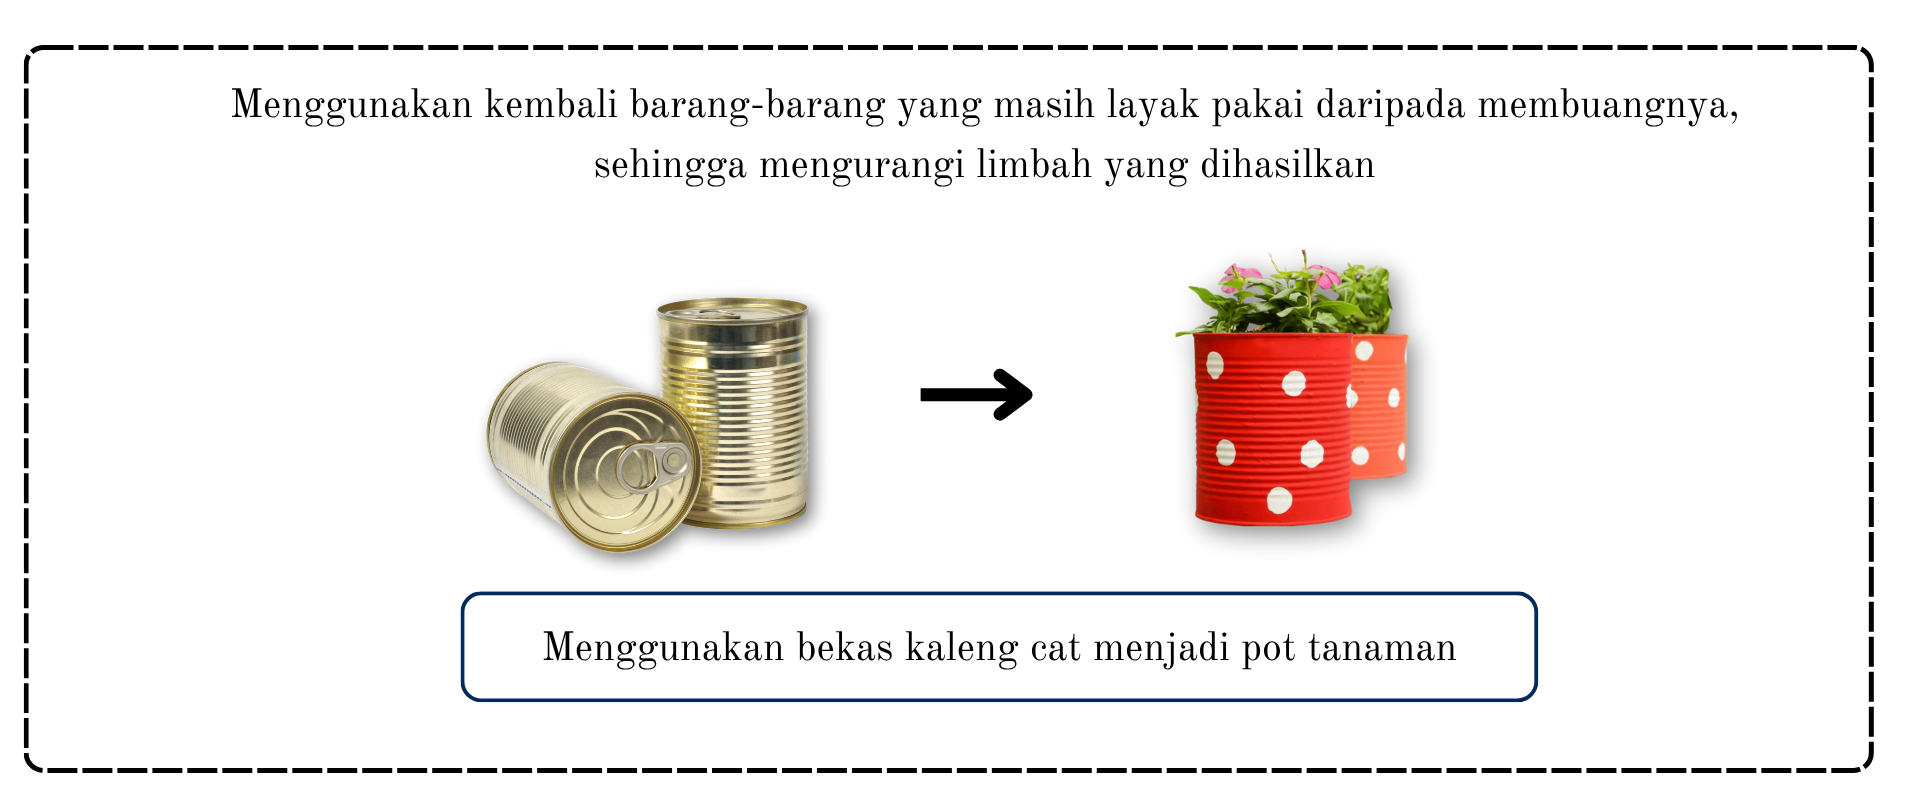 Menggunakan kembali barang-barang yang masih layak pakai daripada membuangnya,
sehingga mengurangi limbah yang dihasilkan
Menggunakan bekas kaleng cat menjadi pot tanaman